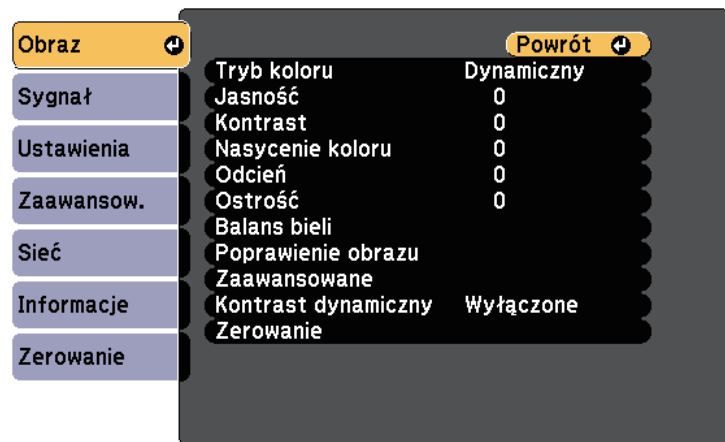 Obraz
Sygnał
Ustawienia
Zaawansow.
Sieć
Informacje
Zerowanie
Powrót
Tryb koloru Dynamiczny
Jasność 0
Kontrast 0
Nasycenie koloru 0
Odcień 0
Ostrość 0
Balans bieli
Poprawienie obrazu
Zaawansowane
Kontrast dynamiczny Wyłączone
Zerowanie